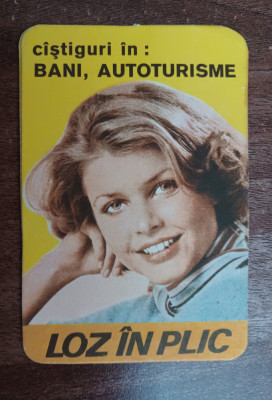 cîştiguri în :
BANI, AUTOTURISME
LOZ ÎN PLIC